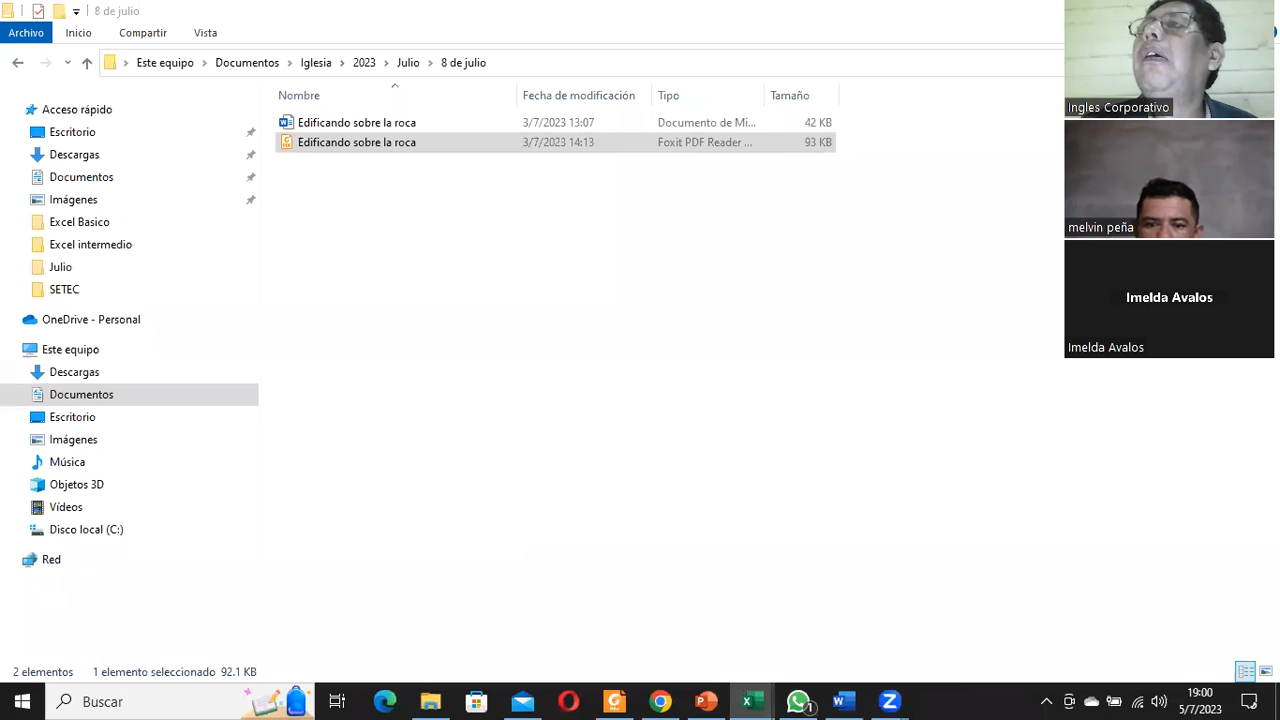 8 de julio
Archivo Inicio Compartir Vista
Este equipo Documentos Iglesia 2023 Julio 8 de julio
Nombre Fecha de modificación Tipo Tamaño
Edificando sobre la roca 3/7/2023 13:07 Documento de Mi... 42 KB
Edificando sobre la roca 3/7/2023 14:13 Foxit PDF Reader ... 93 KB
Acceso rápido
Escritorio
Descargas
Documentos
Imágenes
Excel Basico
Excel intermedio
Julio
SETEC
OneDrive - Personal
Este equipo
Descargas
Documentos
Escritorio
Imágenes
Música
Objetos 3D
Vídeos
Disco local (C:)
Red
2 elementos 1 elemento seleccionado 92.1 KB
Ingles Corporativo
melvin peña
Imelda Avalos
Imelda Avalos
Buscar
1
19:00
5/7/2023